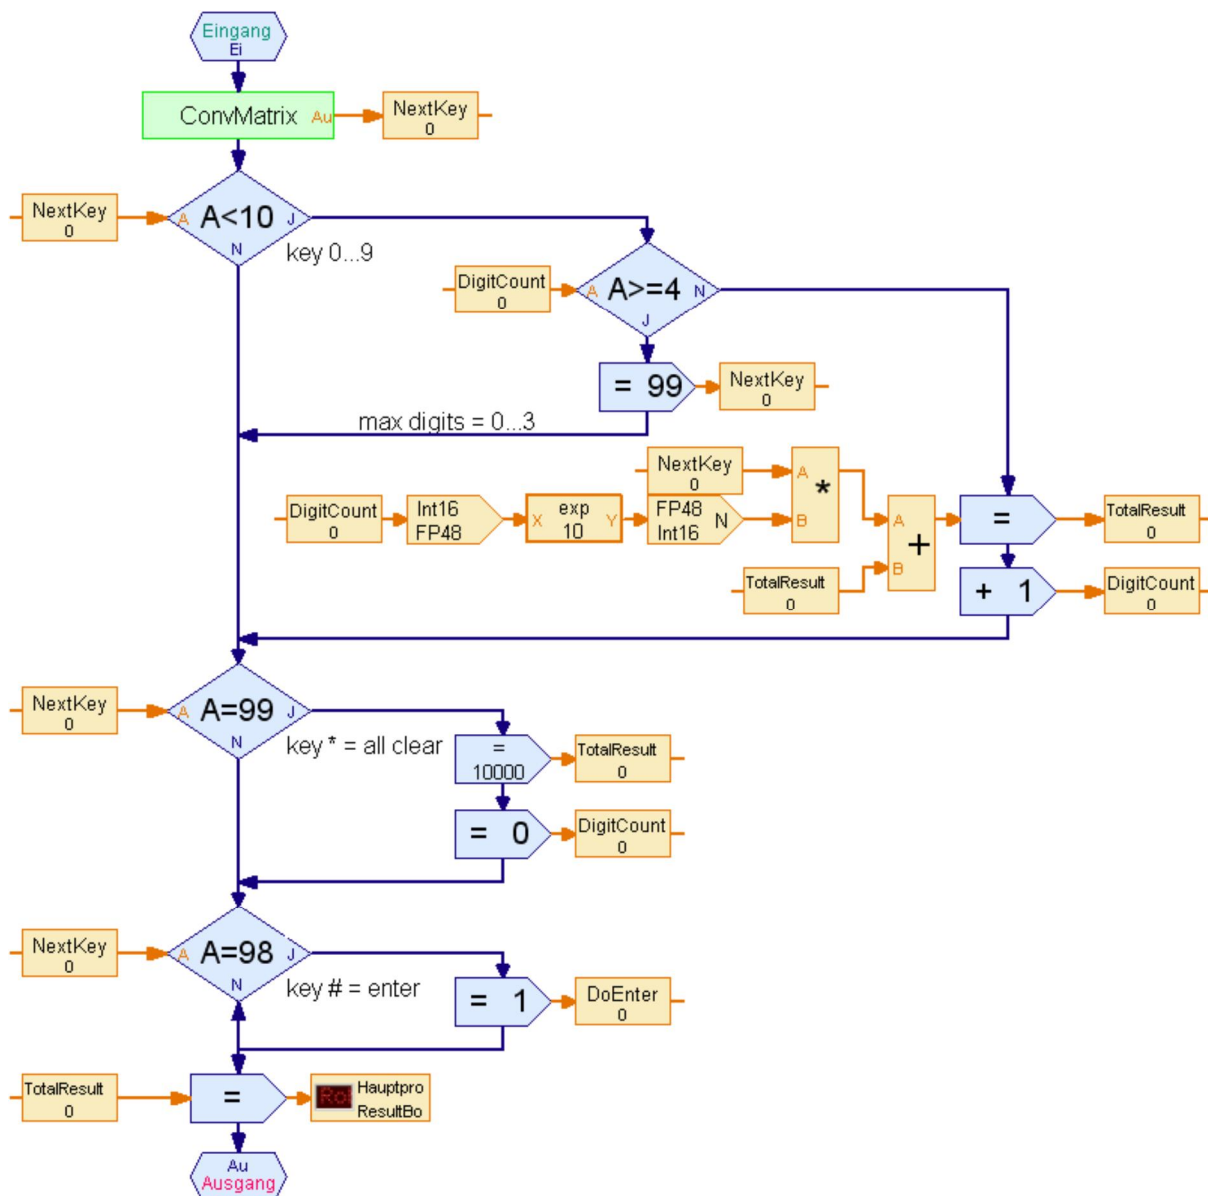 Eingang
Ei
ConvMatrix Au
NextKey
0
NextKey
0
A A<10 J
N
key 0...9
DigitCount
0
A A>=4 N
J
= 99
NextKey
0
max digits = 0...3
NextKey
0
DigitCount
0
Int16
FP48
X exp Y
10
FP48
Int16 N
A
*
B
TotalResult
0
A
+
B
=
TotalResult
0
+ 1
DigitCount
0
NextKey
0
A A=99 J
N
key * = all clear
=
10000
TotalResult
0
= 0
DigitCount
0
NextKey
0
A A=98 J
N
key # = enter
= 1
DoEnter
0
TotalResult
0
=
Ro
Hauptpro
ResultBo
Au
Ausgang